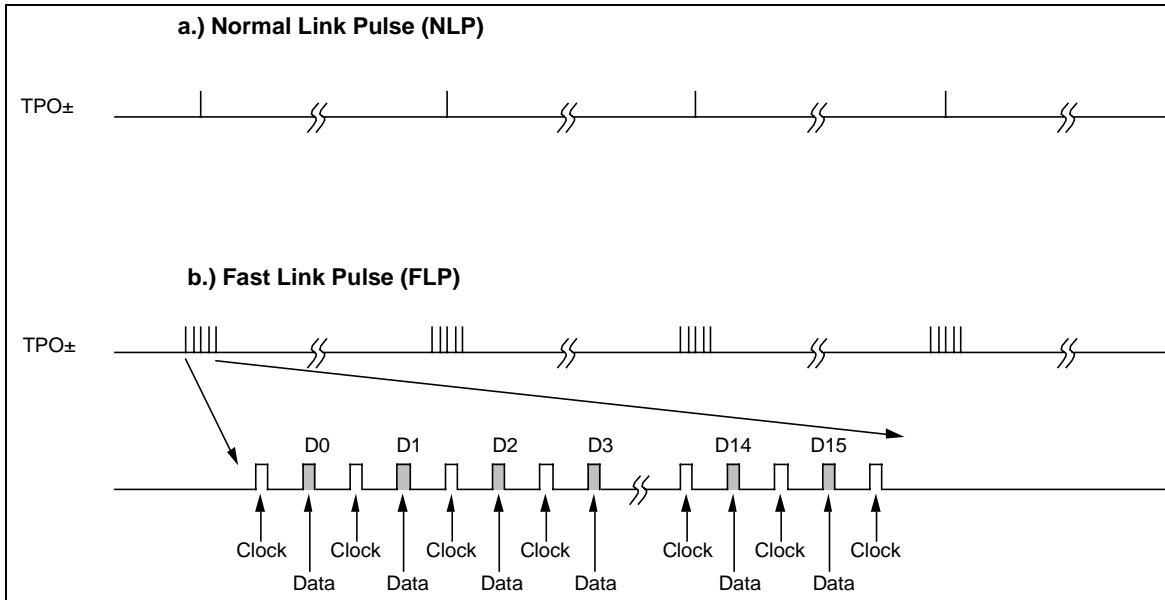 a.) Normal Link Pulse (NLP)
TPO±
b.) Fast Link Pulse (FLP)
TPO±
D0 D1 D2 D3 D14 D15
Clock Clock Clock Clock Clock Clock Clock
Data Data Data Data Data Data